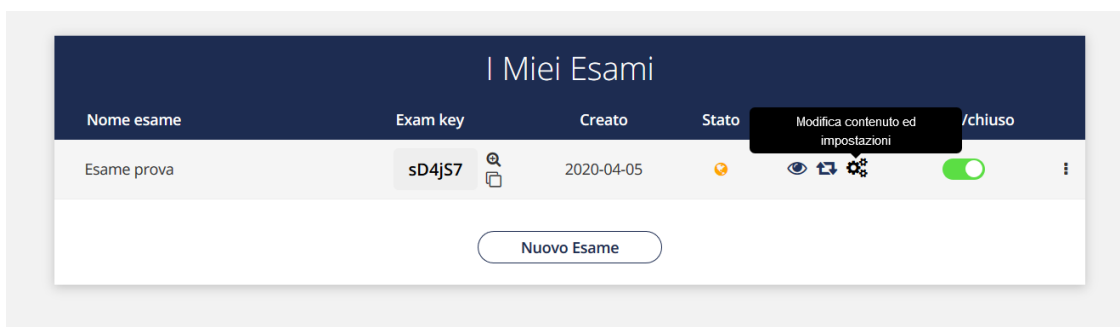 I Miei Esami
Nome esame Exam key Creato Stato /chiuso
Modifica contenuto ed
impostazioni
Esame prova sD4jS7 2020-04-05
Nuovo Esame